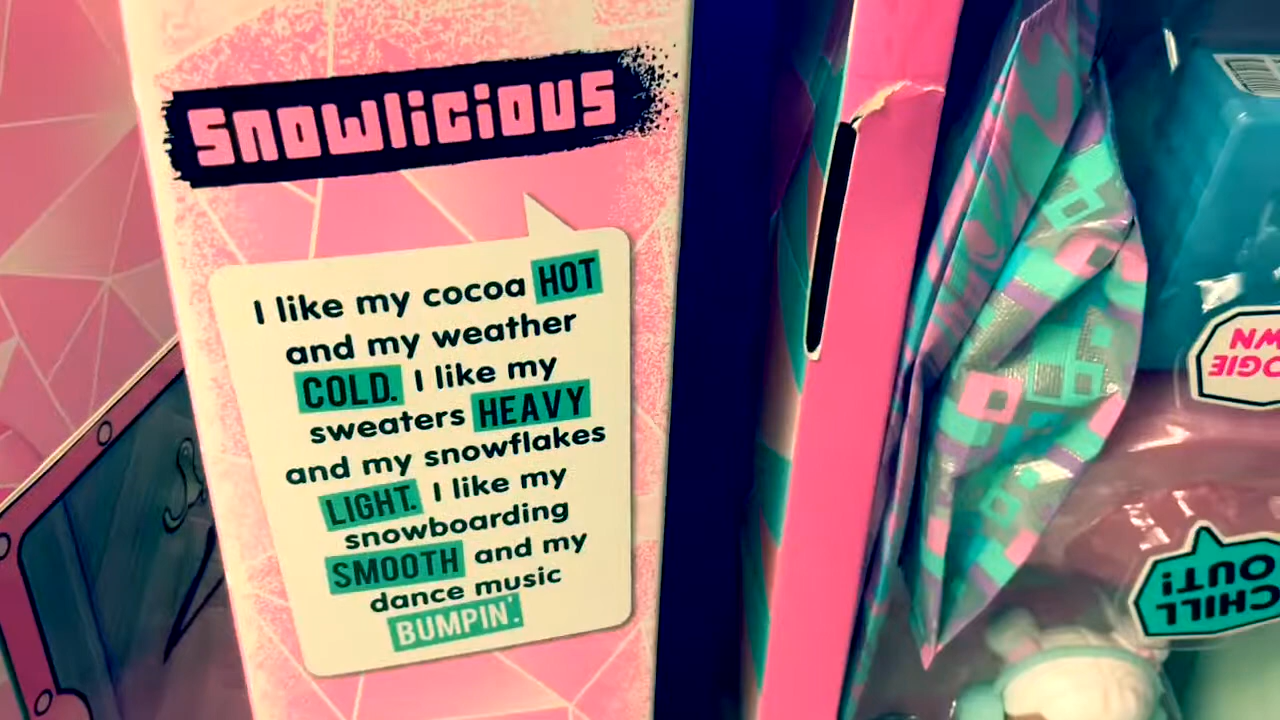 Snowlicious
I like my cocoa HOT
and my weather
COLD. I like my
sweaters HEAVY
and my snowflakes
LIGHT. I like my
snowboarding
SMOOTH and my
dance music
BUMPIN'.
CHILL
OUT!